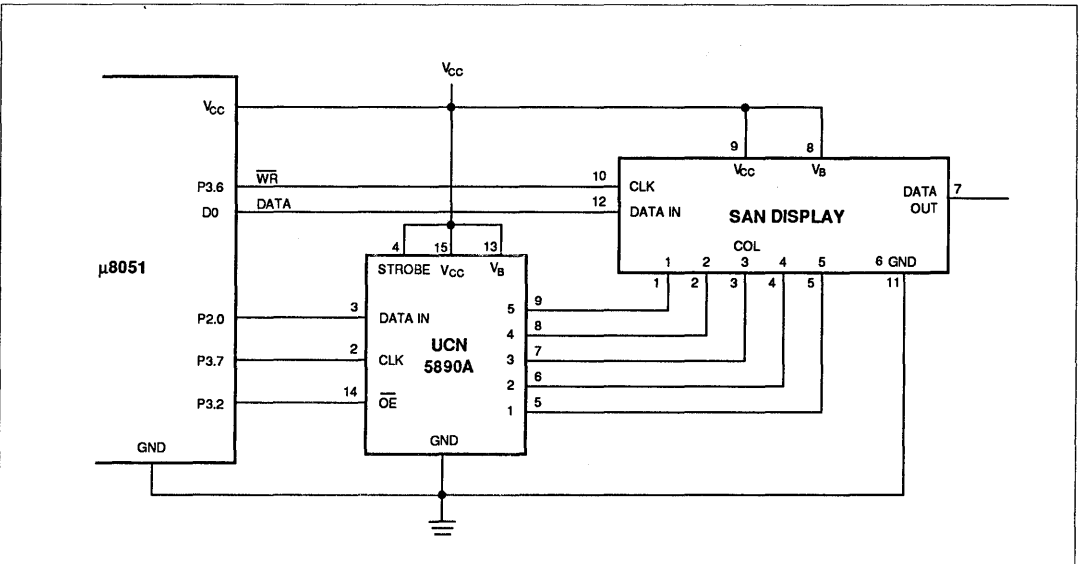 VCC
VCC
9
8
P3.6
WR
10
CLK
VCC
VB
DATA OUT
7
D0
DATA
12
DATA IN
SAN DISPLAY
COL
1
2
3
4
5
6 GND
1
2
3
4
5
11
µ8051
4
15
13
STROBE
VCC
VB
P2.0
3
DATA IN
5
9
4
8
P3.7
2
CLK
UCN
5890A
3
7
2
6
P3.2
14
OE
1
5
GND
GND